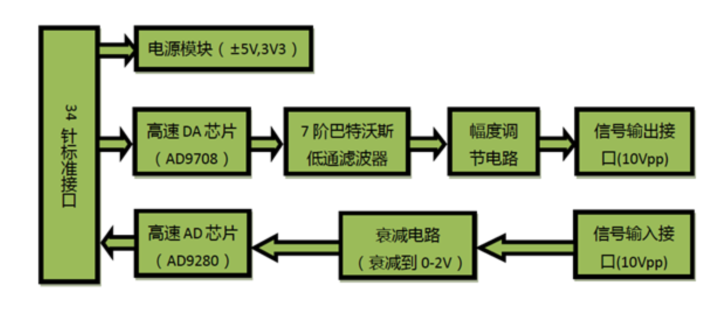 34 针标准接口
电源模块（±5V,3V3）
高速 DA 芯片
（AD9708）
7 阶巴特沃斯
低通滤波器
幅度调
节电路
信号输出接
口(10Vpp)
高速 AD 芯片
（AD9280）
衰减电路
（衰减到 0-2V）
信号输入接
口(10Vpp)